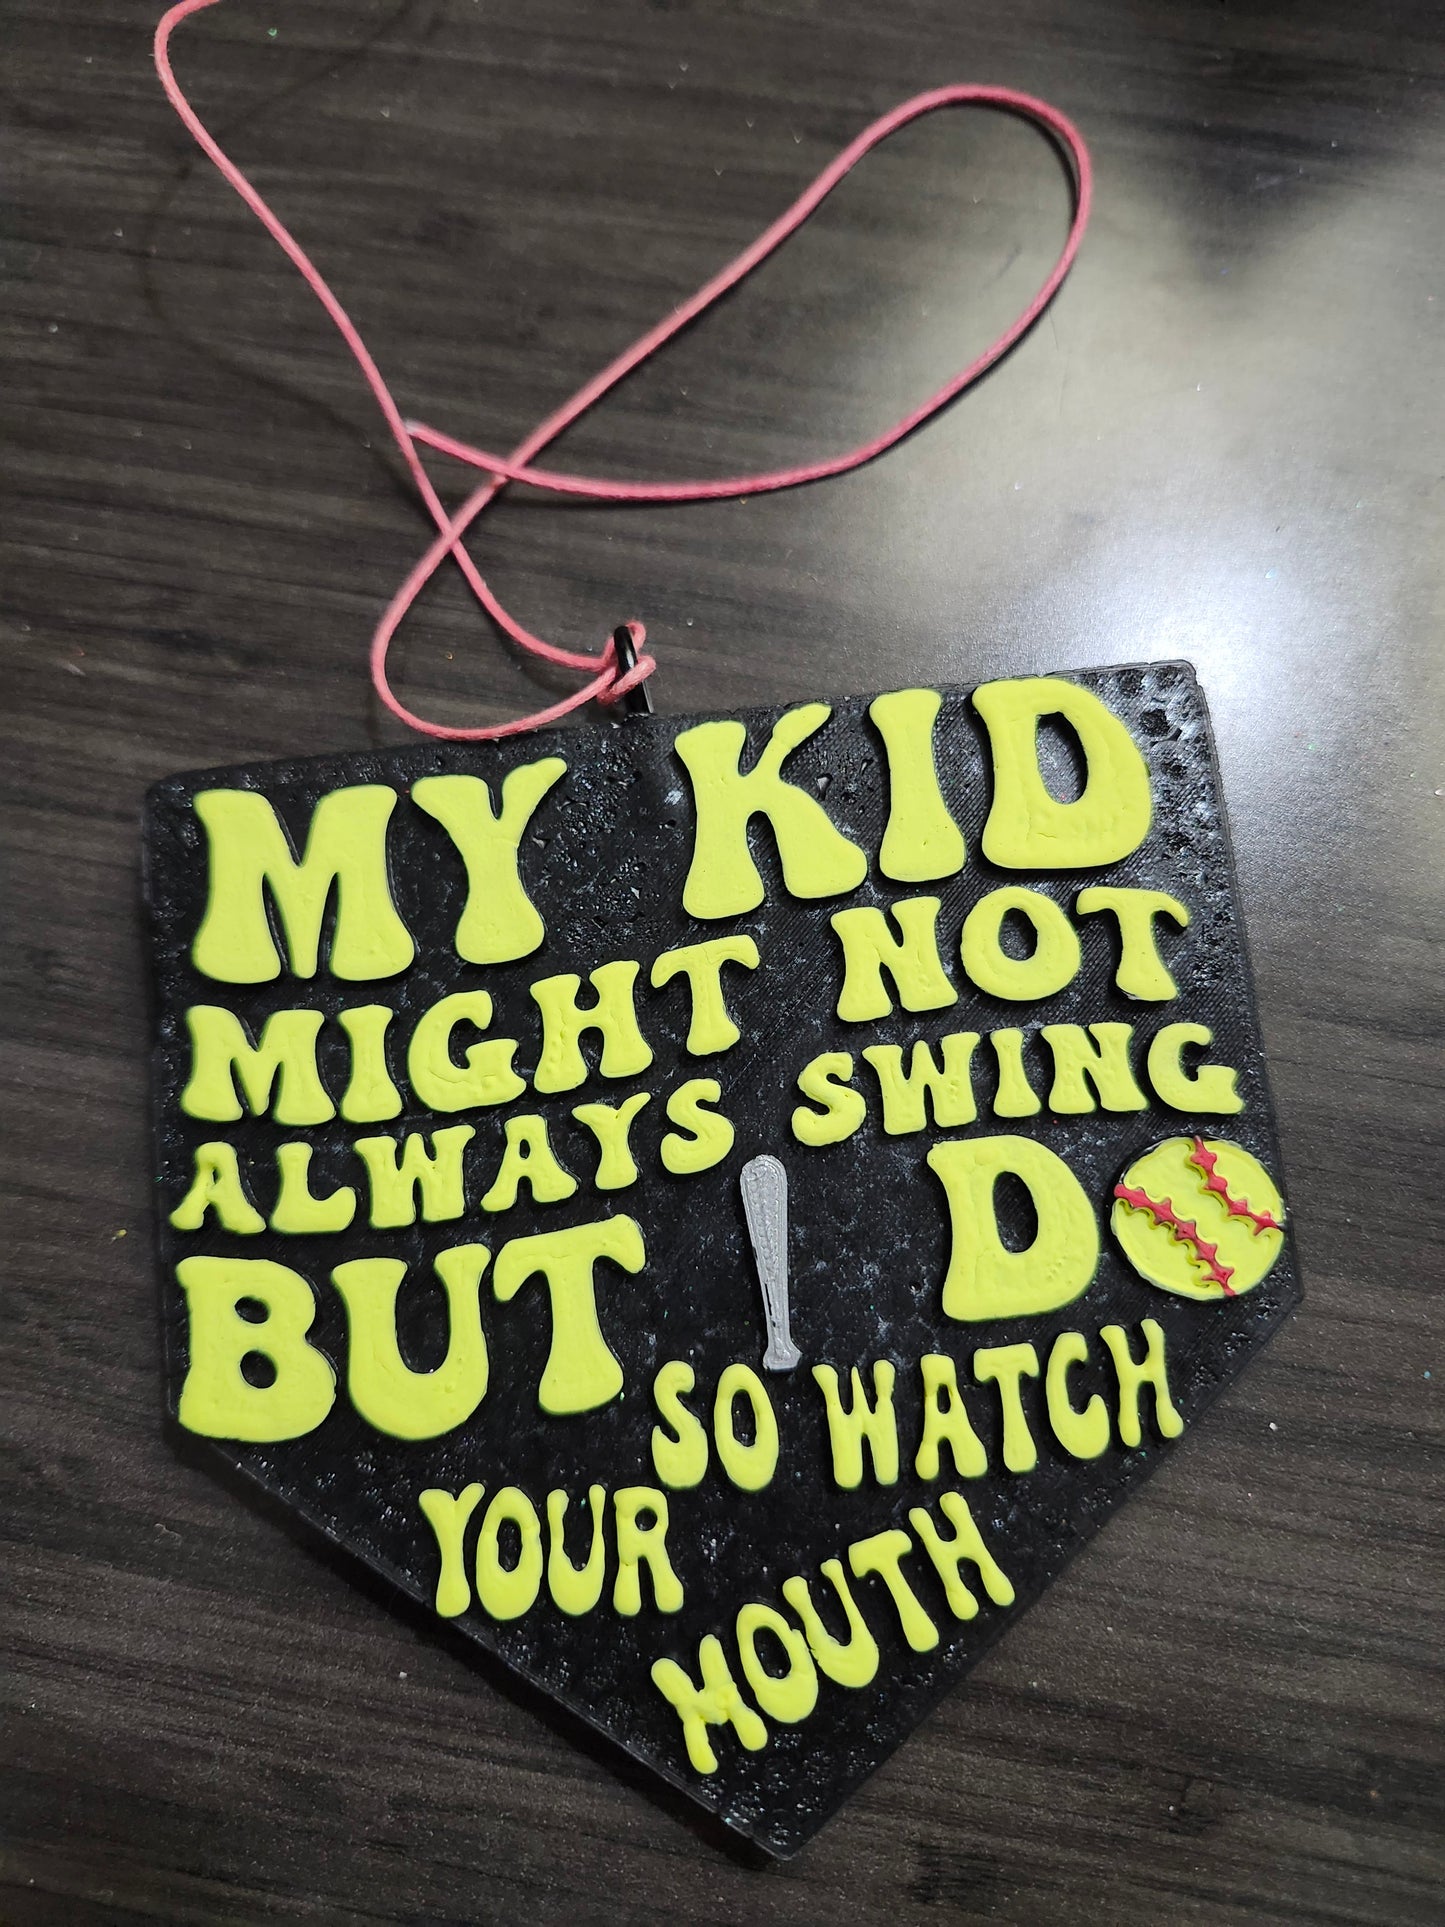 MY KID
MIGHT NOT
ALWAYS SWING
BUT I DO
SO WATCH
YOUR
MOUTH